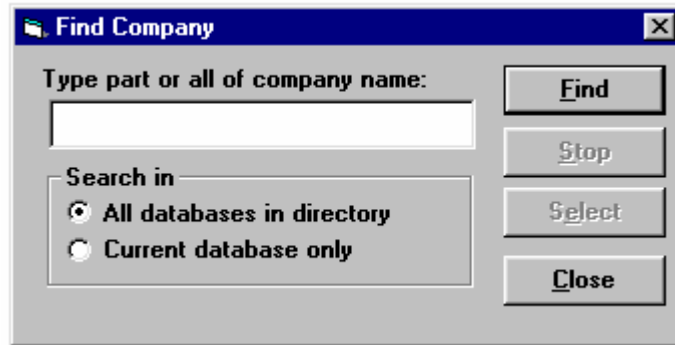 Find Company
Type part or all of company name:
Find
Stop
Search in
All databases in directory
Select
Current database only
Close